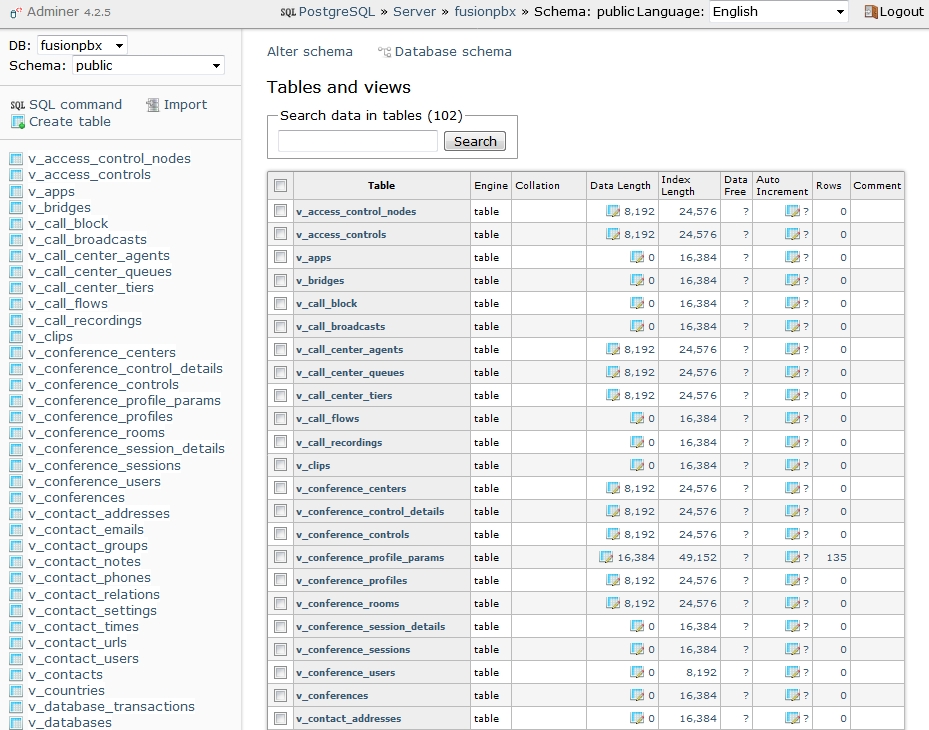 Adminer 4.2.5
SQL PostgreSQL » Server » fusionpbx » Schema: public
Language: English
Logout
DB: fusionpbx
Schema: public
SQL SQL command Import
Create table
v_access_control_nodes
v_access_controls
v_apps
v_bridges
v_call_block
v_call_broadcasts
v_call_center_agents
v_call_center_queues
v_call_center_tiers
v_call_flows
v_call_recordings
v_clips
v_conference_centers
v_conference_control_details
v_conference_controls
v_conference_profile_params
v_conference_profiles
v_conference_rooms
v_conference_session_details
v_conference_sessions
v_conference_users
v_conferences
v_contact_addresses
v_contact_emails
v_contact_groups
v_contact_notes
v_contact_phones
v_contact_relations
v_contact_settings
v_contact_times
v_contact_urls
v_contact_users
v_contacts
v_countries
v_database_transactions
v_databases
Alter schema Database schema
Tables and views
Search data in tables (102)
Search
Table Engine Collation Data Length Index Length Data Free Auto Increment Rows Comment
v_access_control_nodes table 8,192 24,576 ? ? 0
v_access_controls table 8,192 24,576 ? ? 0
v_apps table 0 16,384 ? ? 0
v_bridges table 0 16,384 ? ? 0
v_call_block table 0 16,384 ? ? 0
v_call_broadcasts table 0 16,384 ? ? 0
v_call_center_agents table 8,192 24,576 ? ? 0
v_call_center_queues table 8,192 24,576 ? ? 0
v_call_center_tiers table 8,192 24,576 ? ? 0
v_call_flows table 0 16,384 ? ? 0
v_call_recordings table 0 16,384 ? ? 0
v_clips table 0 16,384 ? ? 0
v_conference_centers table 8,192 24,576 ? ? 0
v_conference_control_details table 8,192 24,576 ? ? 0
v_conference_controls table 8,192 24,576 ? ? 0
v_conference_profile_params table 16,384 49,152 ? ? 135
v_conference_profiles table 8,192 24,576 ? ? 0
v_conference_rooms table 8,192 24,576 ? ? 0
v_conference_session_details table 0 16,384 ? ? 0
v_conference_sessions table 0 16,384 ? ? 0
v_conference_users table 0 8,192 ? ? 0
v_conferences table 0 16,384 ? ? 0
v_contact_addresses table 0 16,384 ? ? 0